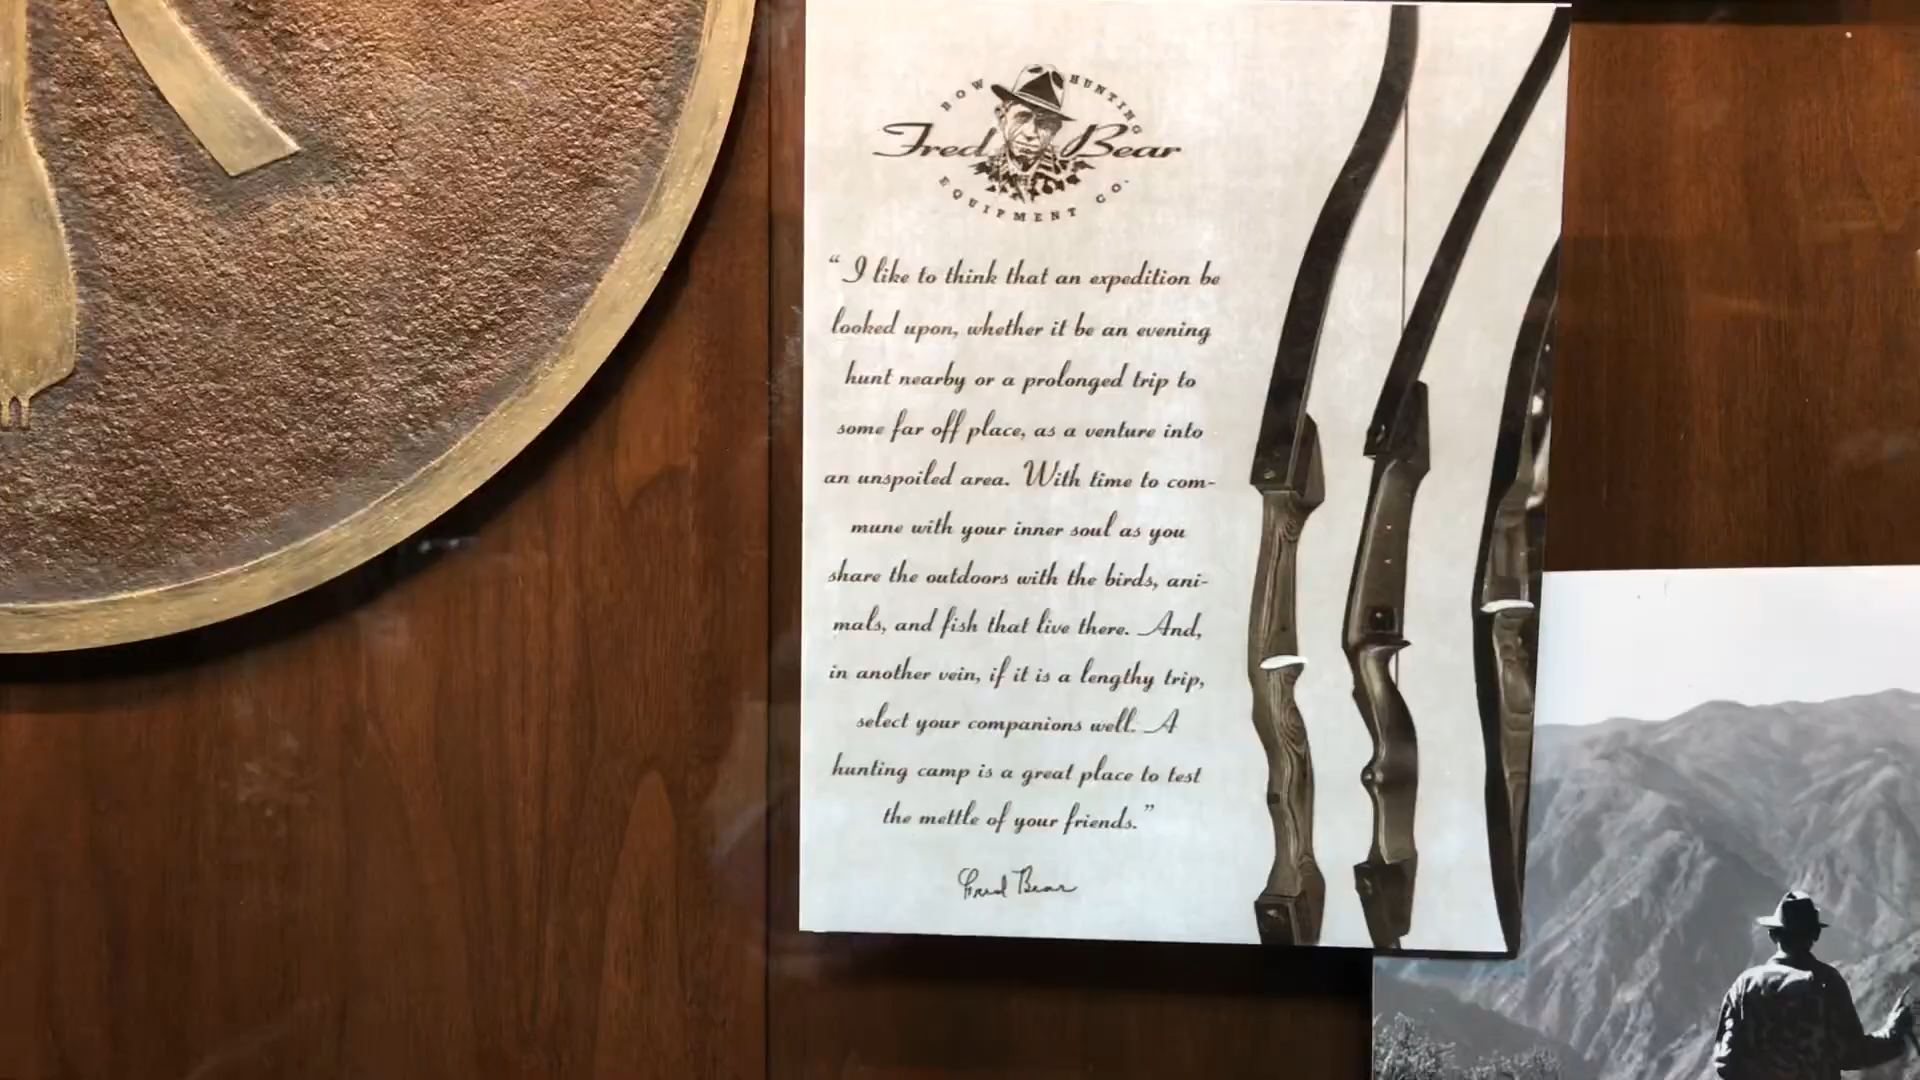 BOW HUNTING
Fred Bear
EQUIPMENT CO.
“I like to think that an expedition be
looked upon, whether it be an evening
hunt nearby or a prolonged trip to
some far off place, as a venture into
an unspoiled area. With time to com-
mune with your inner soul as you
share the outdoors with the birds, ani-
mals, and fish that live there. And,
in another vein, if it is a lengthy trip,
select your companions well. A
hunting camp is a great place to test
the mettle of your friends.”
Fred Bear